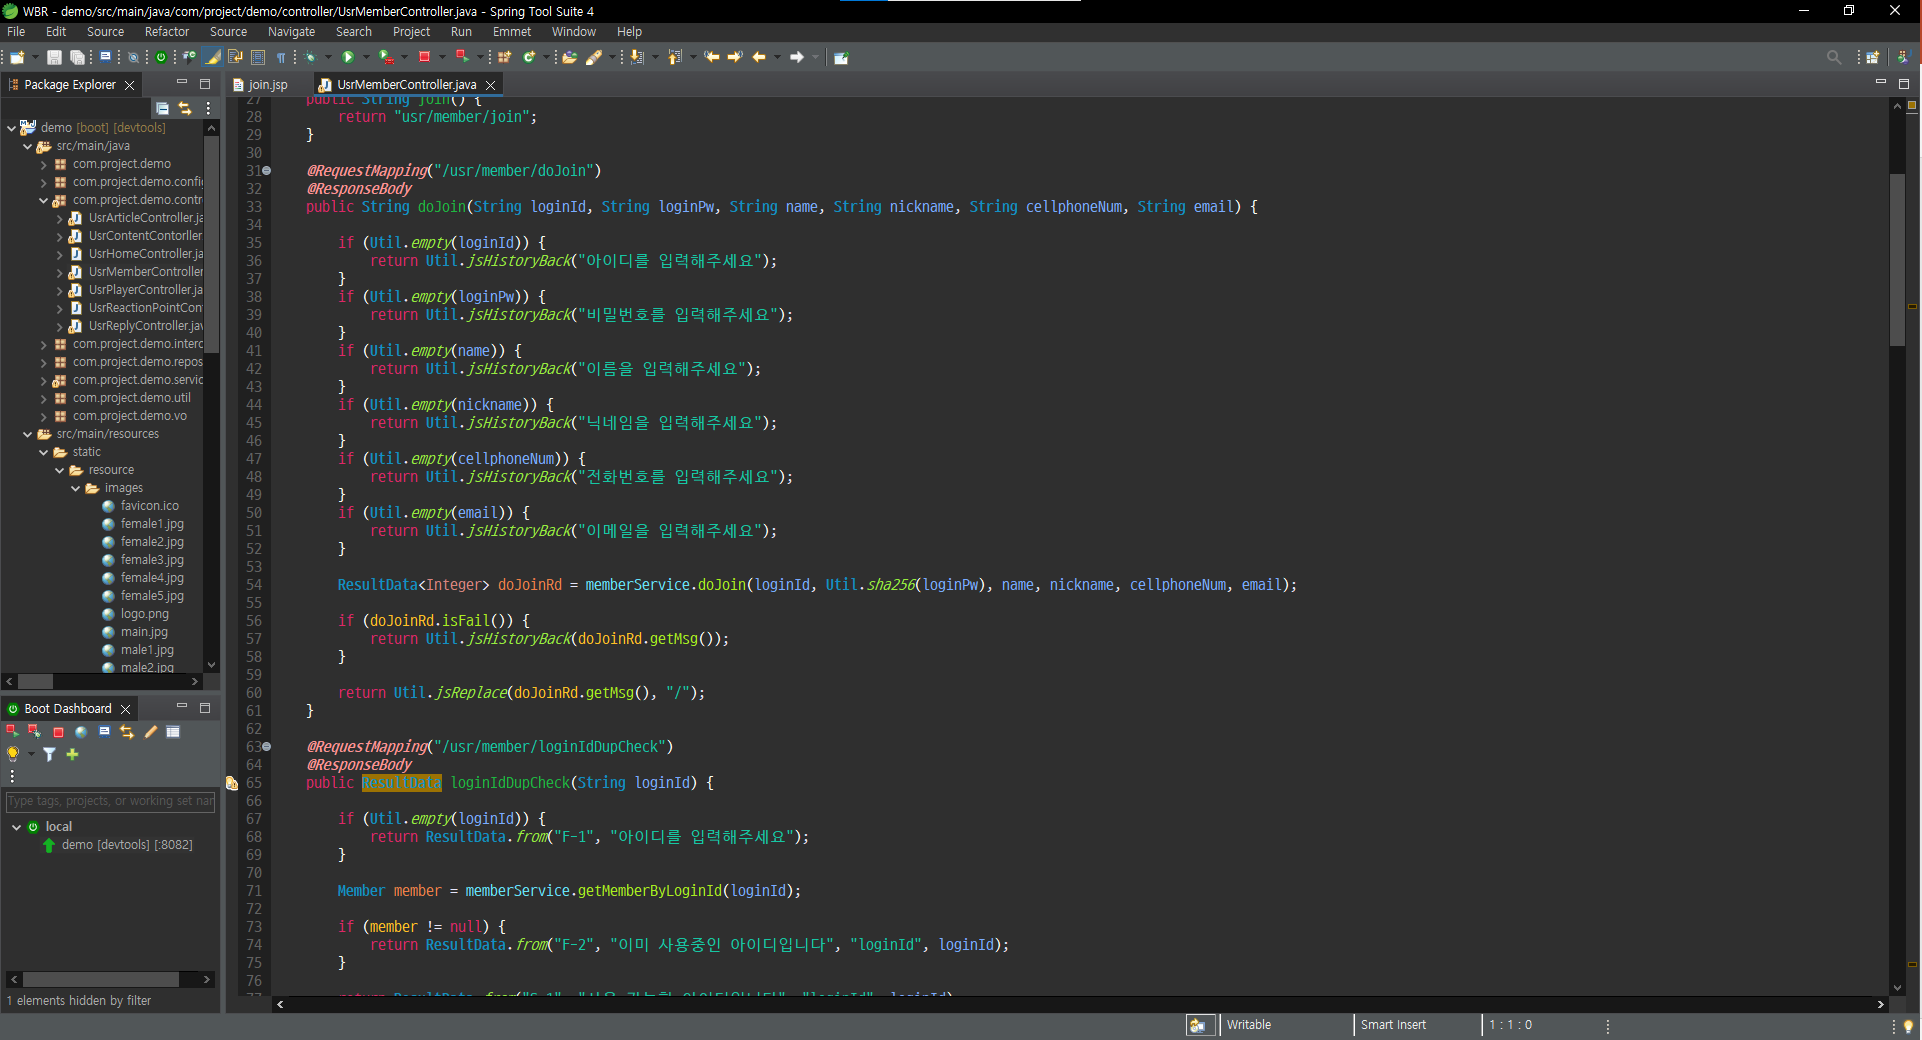 WBR - demo/src/main/java/com/project/demo/controller/UsrMemberController.java - Spring Tool Suite 4
File Edit Source Refactor Source Navigate Search Project Run Emmet Window Help
Package Explorer
demo [boot] [devtools]
src/main/java
com.project.demo
com.project.demo.confi
com.project.demo.contr
UsrArticleController.ja
UsrContentContorller
UsrHomeController.ja
UsrMemberController
UsrPlayerController.ja
UsrReactionPointCon
UsrReplyController.jav
com.project.demo.interc
com.project.demo.repos
com.project.demo.servic
com.project.demo.util
com.project.demo.vo
src/main/resources
static
resource
images
favicon.ico
female1.jpg
female2.jpg
female3.jpg
female4.jpg
female5.jpg
logo.png
main.jpg
male1.jpg
male2.jpg
Boot Dashboard
Type tags, projects, or working set nar
local
demo [devtools] [:8082]
1 elements hidden by filter
join.jsp UsrMemberController.java
27 public String join() {
28 return "usr/member/join";
29 }
30
31 @RequestMapping("/usr/member/doJoin")
32 @ResponseBody
33 public String doJoin(String loginId, String loginPw, String name, String nickname, String cellphoneNum, String email) {
34
35 if (Util.empty(loginId)) {
36 return Util.jsHistoryBack("아이디를 입력해주세요");
37 }
38 if (Util.empty(loginPw)) {
39 return Util.jsHistoryBack("비밀번호를 입력해주세요");
40 }
41 if (Util.empty(name)) {
42 return Util.jsHistoryBack("이름을 입력해주세요");
43 }
44 if (Util.empty(nickname)) {
45 return Util.jsHistoryBack("닉네임을 입력해주세요");
46 }
47 if (Util.empty(cellphoneNum)) {
48 return Util.jsHistoryBack("전화번호를 입력해주세요");
49 }
50 if (Util.empty(email)) {
51 return Util.jsHistoryBack("이메일을 입력해주세요");
52 }
53
54 ResultData<Integer> doJoinRd = memberService.doJoin(loginId, Util.sha256(loginPw), name, nickname, cellphoneNum, email);
55
56 if (doJoinRd.isFail()) {
57 return Util.jsHistoryBack(doJoinRd.getMsg());
58 }
59
60 return Util.jsReplace(doJoinRd.getMsg(), "/");
61 }
62
63 @RequestMapping("/usr/member/loginIdDupCheck")
64 @ResponseBody
65 public ResultData loginIdDupCheck(String loginId) {
66
67 if (Util.empty(loginId)) {
68 return ResultData.from("F-1", "아이디를 입력해주세요");
69 }
70
71 Member member = memberService.getMemberByLoginId(loginId);
72
73 if (member != null) {
74 return ResultData.from("F-2", "이미 사용중인 아이디입니다", "loginId", loginId);
75 }
76
Writable Smart Insert 1 : 1 : 0